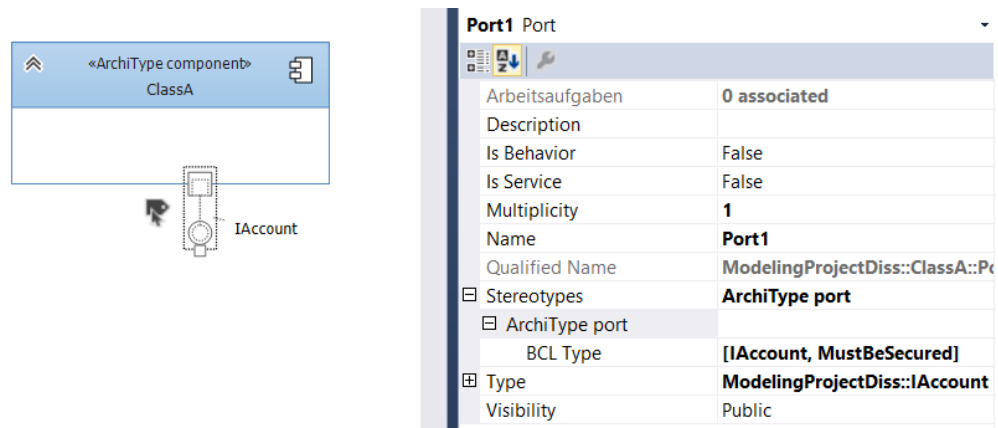 «ArchiType component»
ClassA
IAccount
Port1 Port
Arbeitsaufgaben 0 associated
Description
Is Behavior False
Is Service False
Multiplicity 1
Name Port1
Qualified Name ModelingProjectDiss::ClassA::Po
Stereotypes ArchiType port
ArchiType port
BCL Type [IAccount, MustBeSecured]
Type ModelingProjectDiss::IAccount
Visibility Public